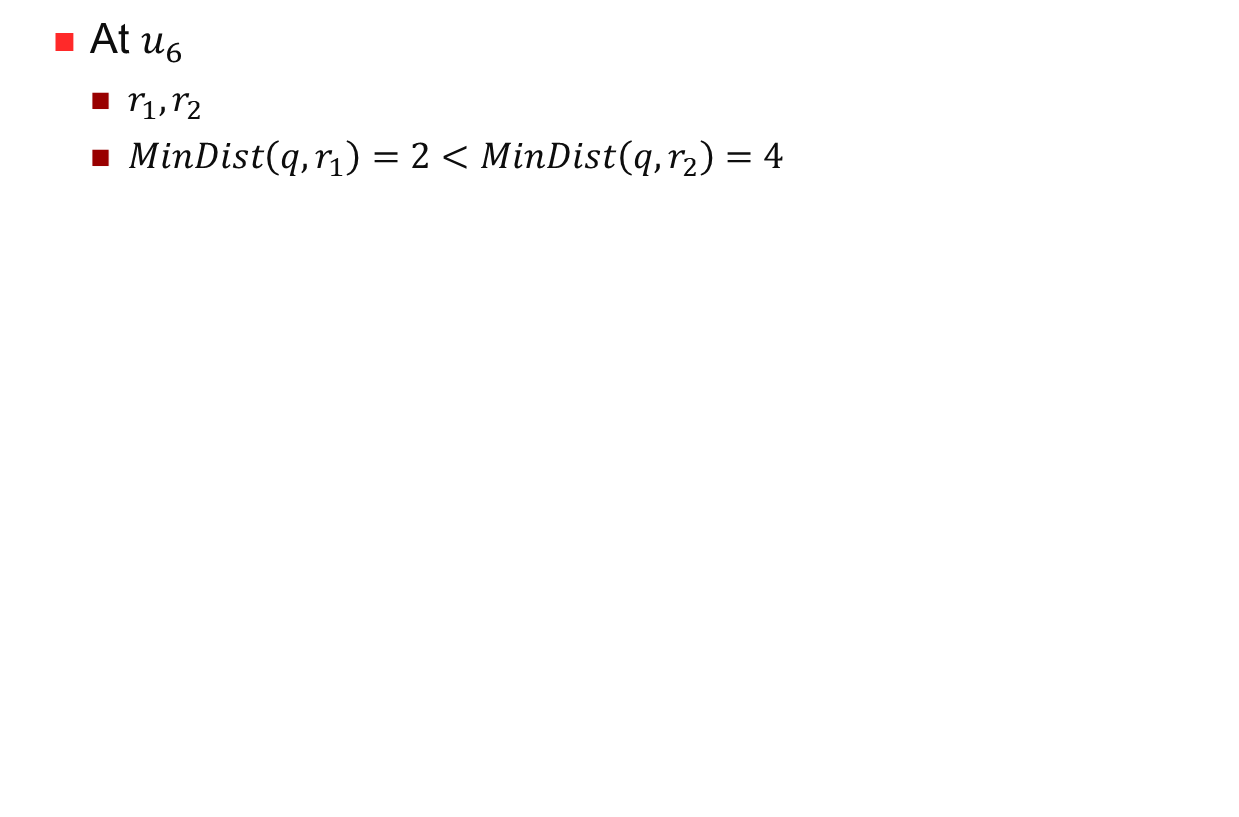 At 𝑢₆
𝑟₁, 𝑟₂
𝑀𝑖𝑛𝐷𝑖𝑠𝑡(𝑞, 𝑟₁) = 2 < 𝑀𝑖𝑛𝐷𝑖𝑠𝑡(𝑞, 𝑟₂) = 4